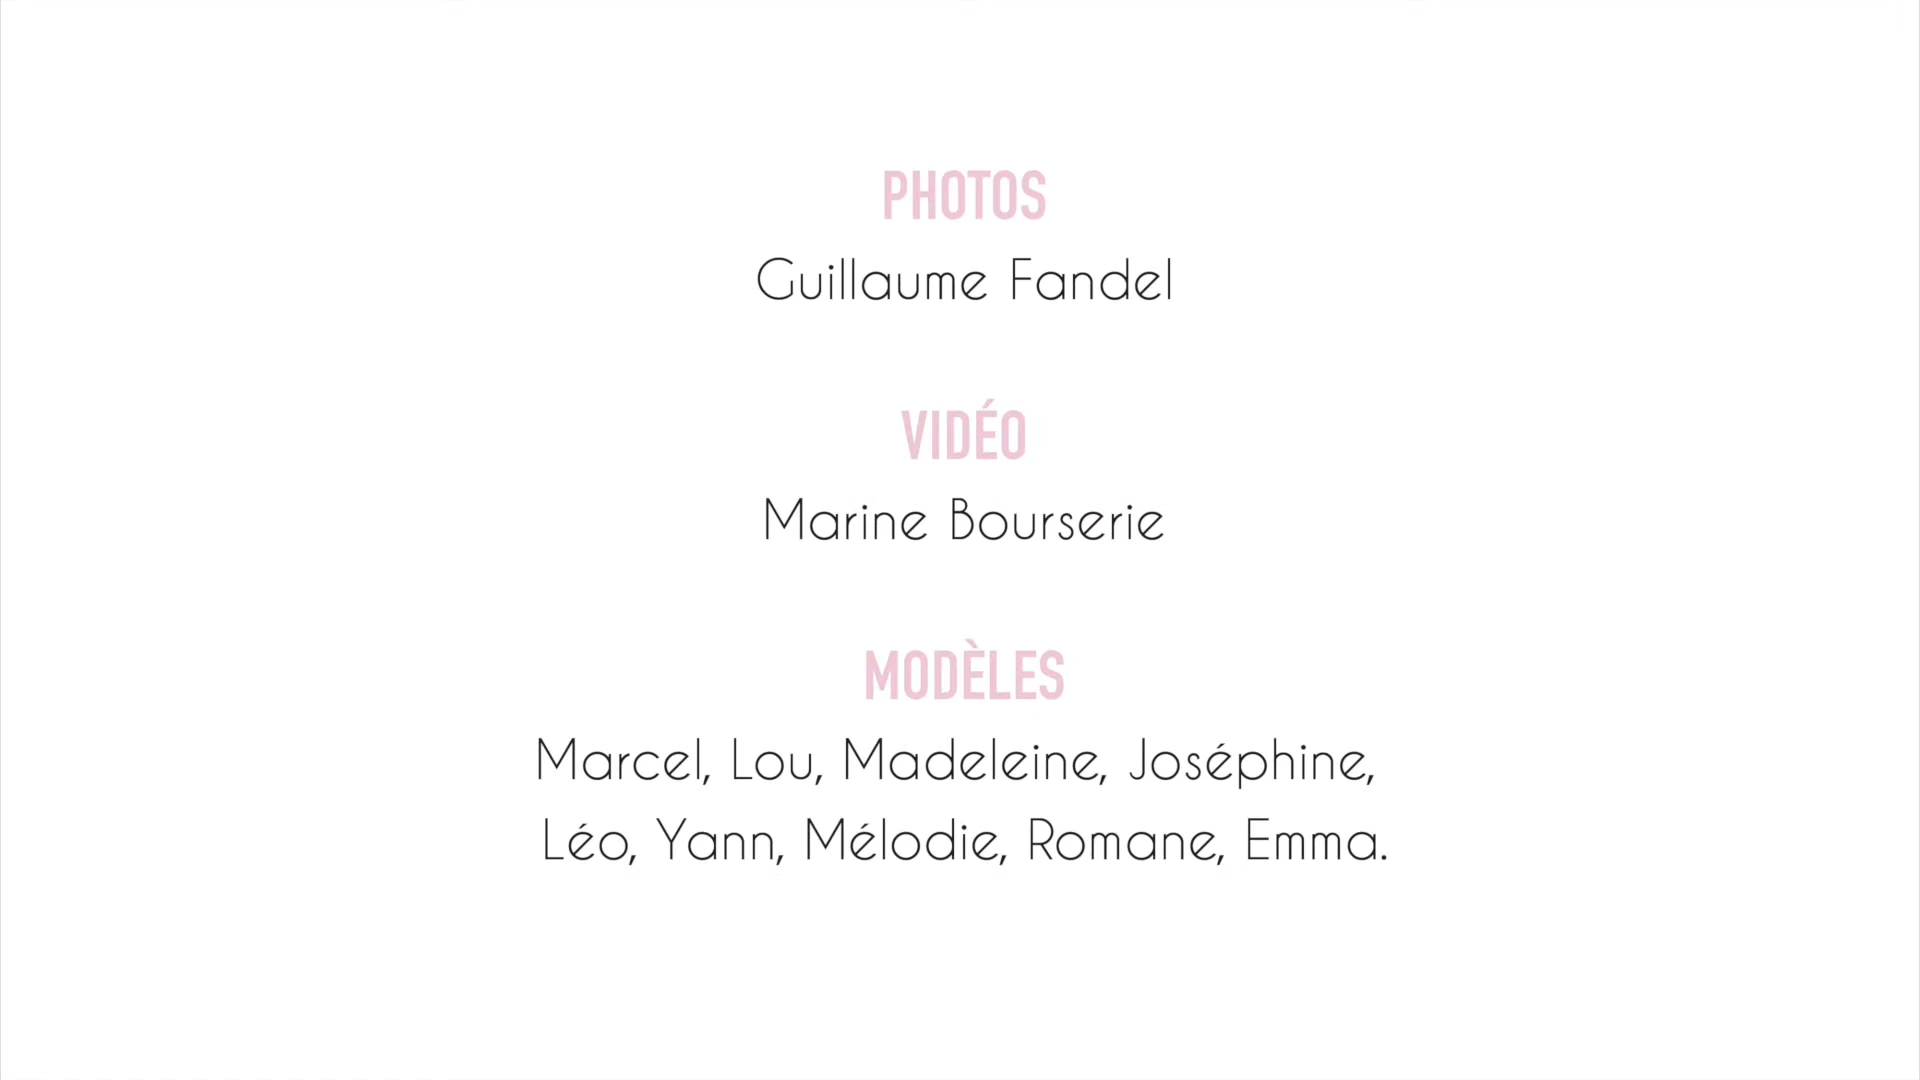 PHOTOS
Guillaume Fandel
VIDÉO
Marine Bourserie
MODÈLES
Marcel, Lou, Madeleine, Joséphine,
Léo, Yann, Mélodie, Romane, Emma.